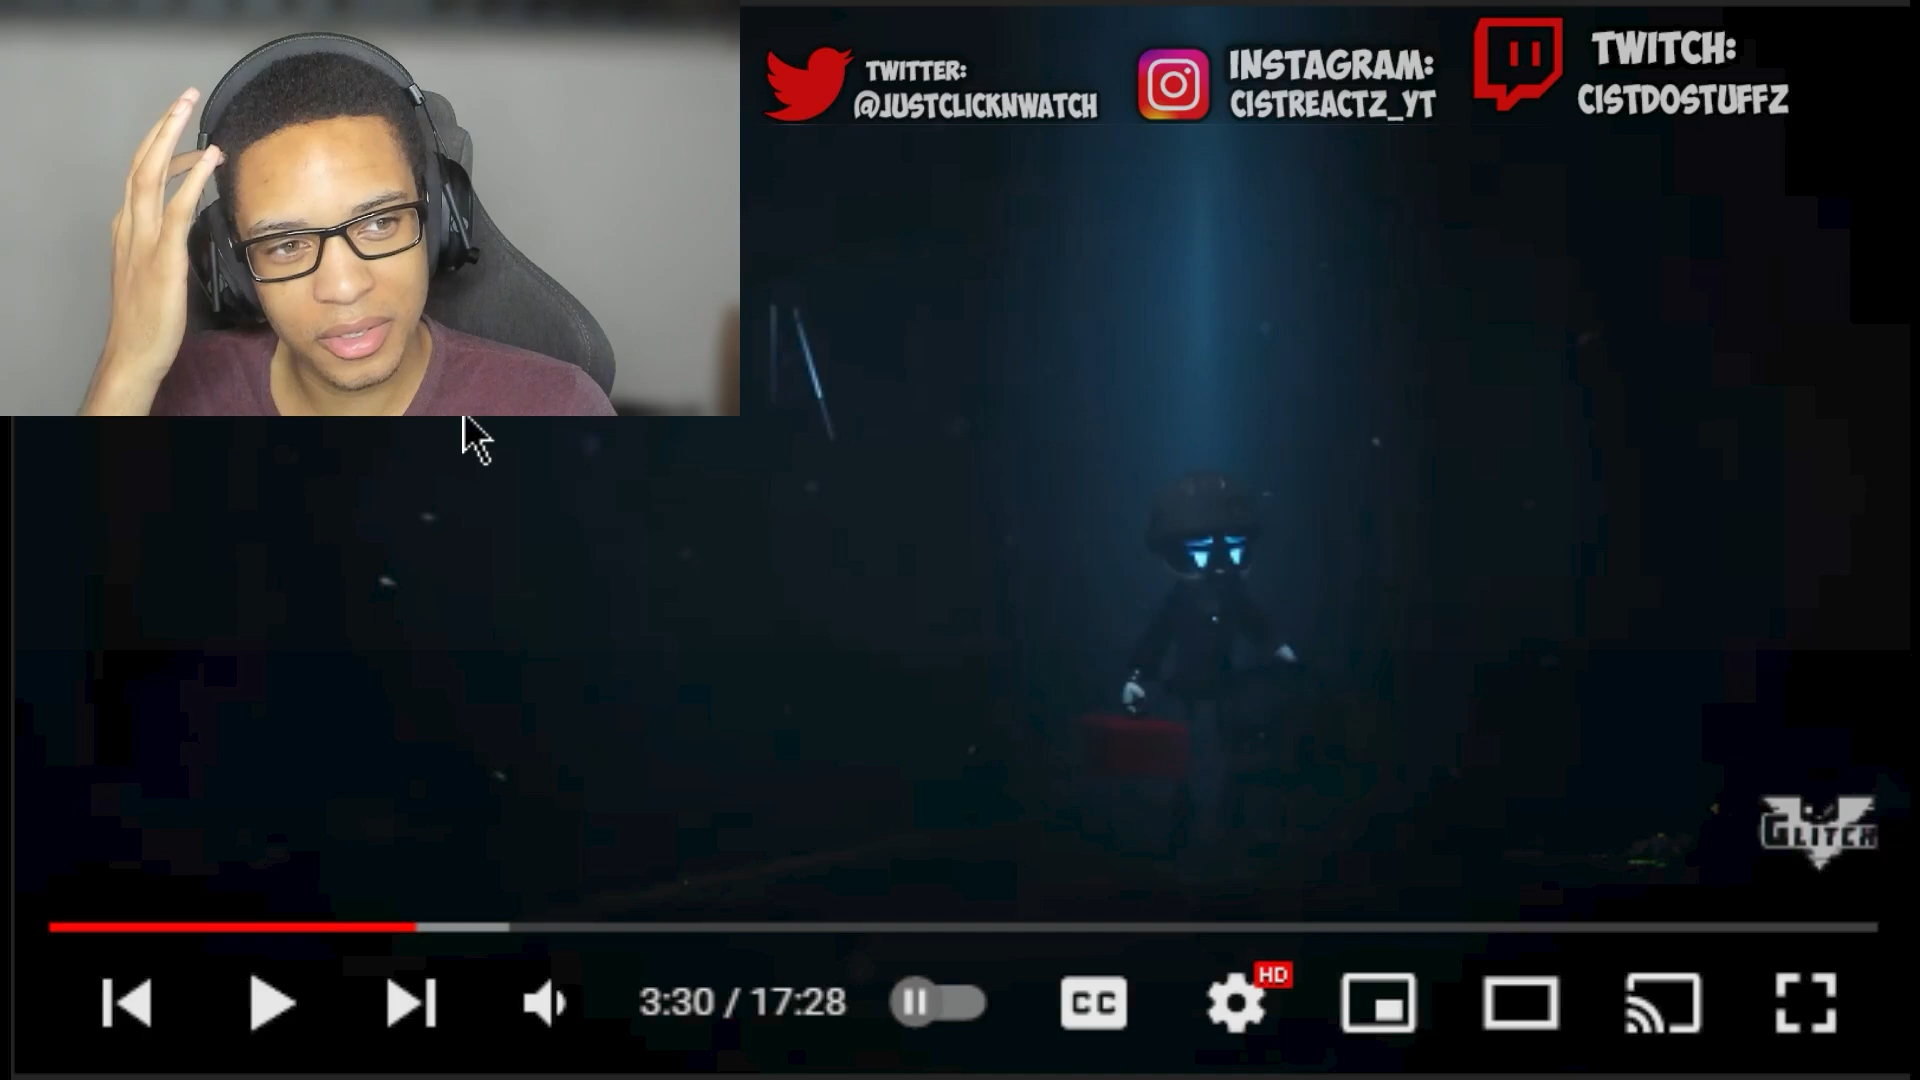 TWITTER:
@JUSTCLICKNWATCH
INSTAGRAM:
CISTREACTZ_YT
TWITCH:
CISTDOSTUFFZ
GLITCH
3:30 / 17:28
CC
HD